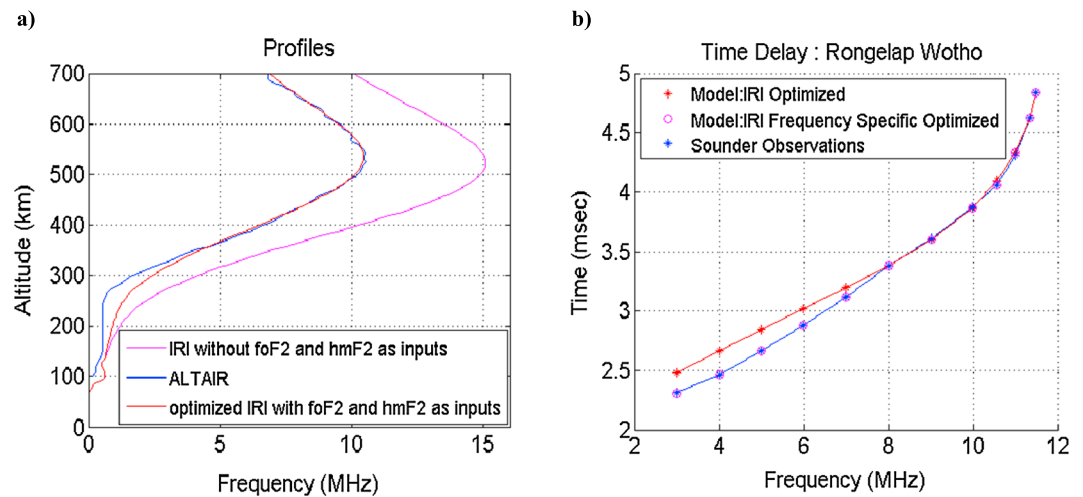 a)
Profiles
Altitude (km)
700
600
500
400
300
200
100
0
0
5
10
15
Frequency (MHz)
IRI without foF2 and hmF2 as inputs
ALTAIR
optimized IRI with foF2 and hmF2 as inputs
b)
Time Delay : Rongelap Wotho
Time (msec)
5
4.5
4
3.5
3
2.5
2
2
4
6
8
10
12
Frequency (MHz)
Model:IRI Optimized
Model:IRI Frequency Specific Optimized
Sounder Observations